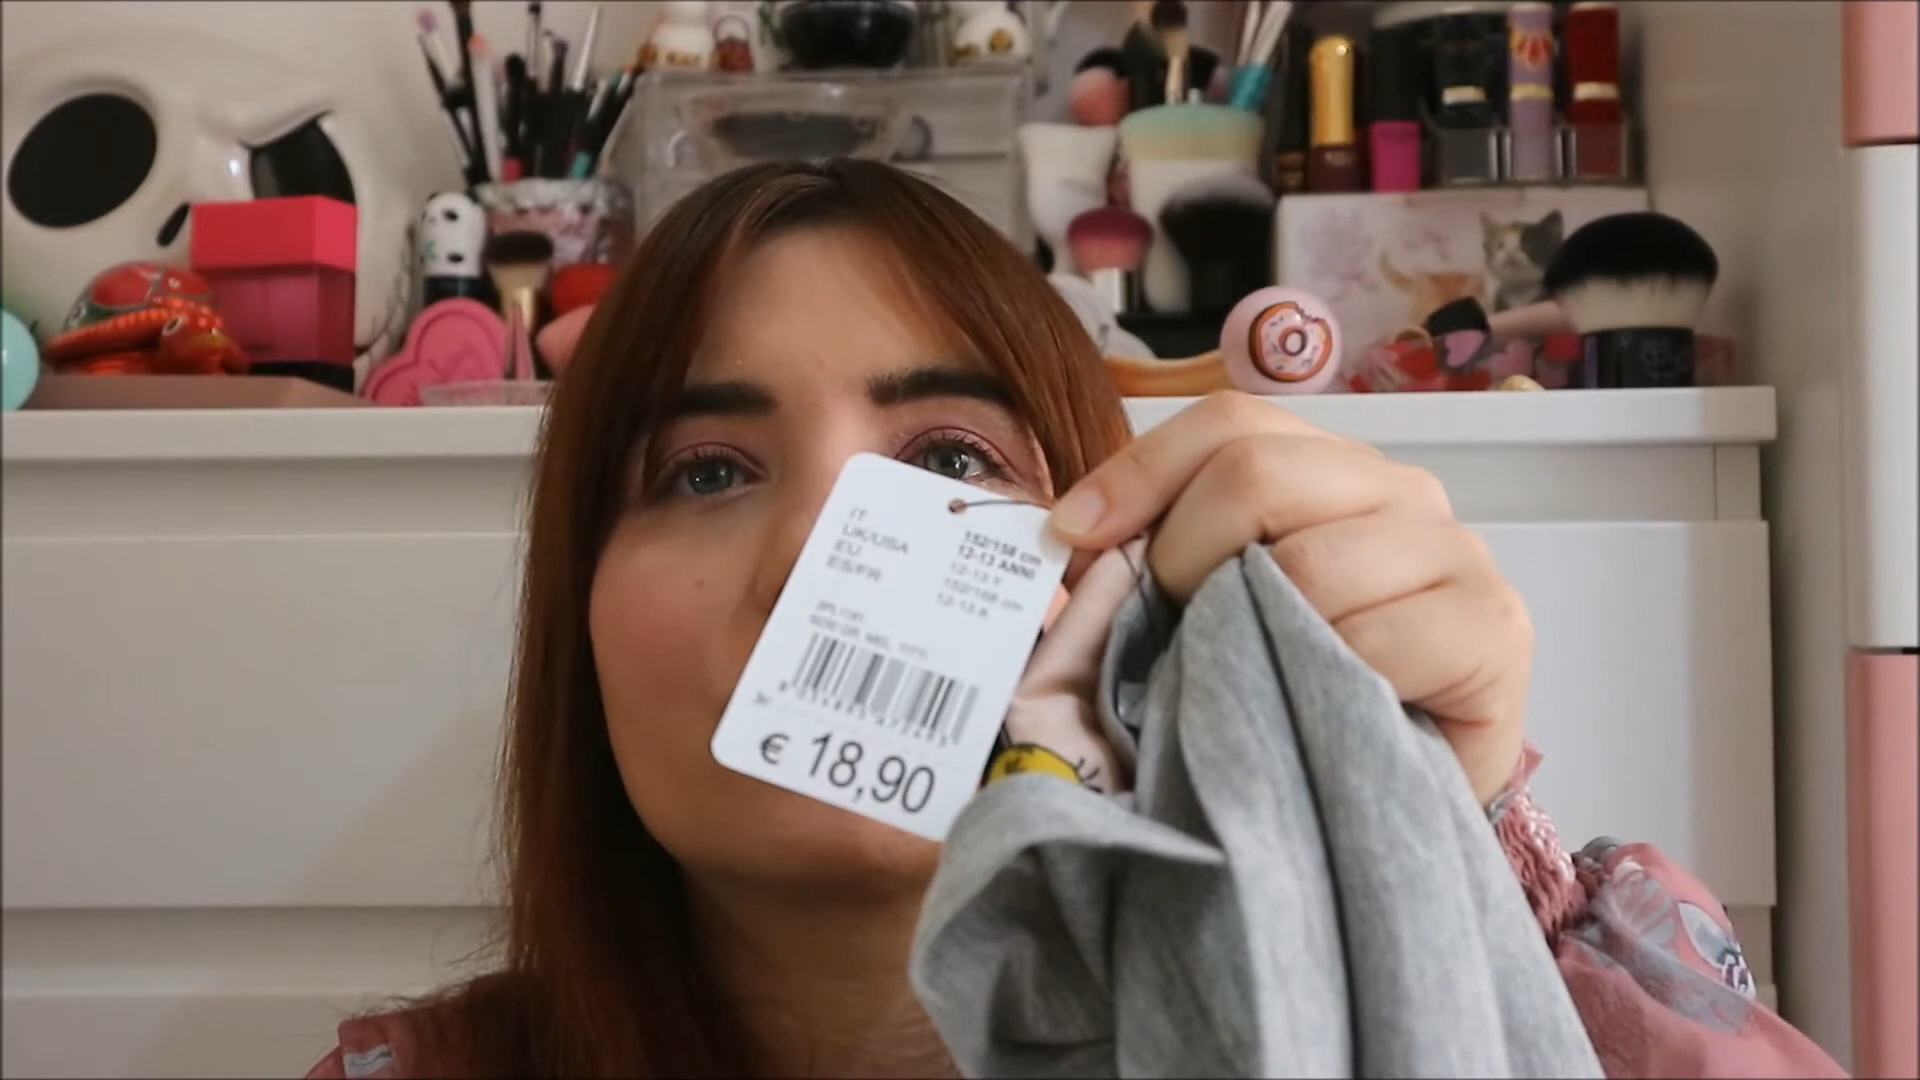 IT
UK/USA
EU
ES/FR
152/158 cm
12-13 ANNI
12-13 Y
152/158 cm
12-13 A
€ 18,90